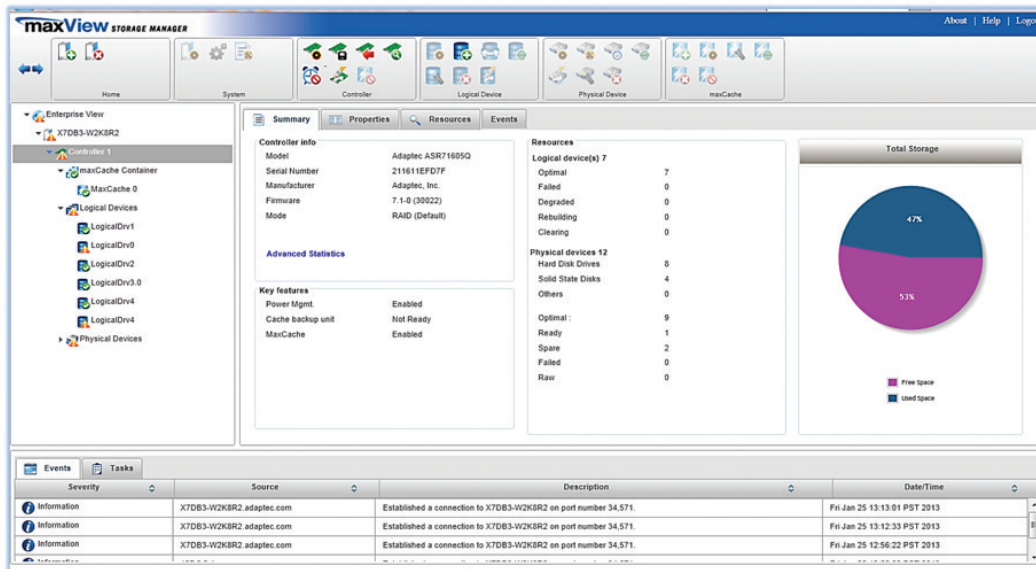 maxView STORAGE MANAGER
About | Help | Logo
Home
System
Controller
Logical Device
Physical Device
maxCache
Enterprise View
X7DB3-W2K8R2
Controller 1
maxCache Container
MaxCache 0
Logical Devices
LogicalDrv1
LogicalDrv0
LogicalDrv2
LogicalDrv3.0
LogicalDrv4
LogicalDrv4
Physical Devices
Summary
Properties
Resources
Events
Controller info
Model Adaptec ASR71605Q
Serial Number 211611EFD7F
Manufacturer Adaptec, Inc.
Firmware 7.1-0 (30022)
Mode RAID (Default)
Advanced Statistics
Key features
Power Mgmt. Enabled
Cache backup unit Not Ready
MaxCache Enabled
Resources
Logical device(s) 7
Optimal 7
Failed 0
Degraded 0
Rebuilding 0
Clearing 0
Physical devices 12
Hard Disk Drives 8
Solid State Disks 4
Others 0
Optimal : 9
Ready 1
Spare 2
Failed 0
Raw 0
Total Storage
47%
53%
Free Space
Used Space
Events
Tasks
Severity Source Description Date/Time
Information X7DB3-W2K8R2.adaptec.com Established a connection to X7DB3-W2K8R2 on port number 34,571. Fri Jan 25 13:13:01 PST 2013
Information X7DB3-W2K8R2.adaptec.com Established a connection to X7DB3-W2K8R2 on port number 34,571. Fri Jan 25 13:12:33 PST 2013
Information X7DB3-W2K8R2.adaptec.com Established a connection to X7DB3-W2K8R2 on port number 34,571. Fri Jan 25 12:56:22 PST 2013